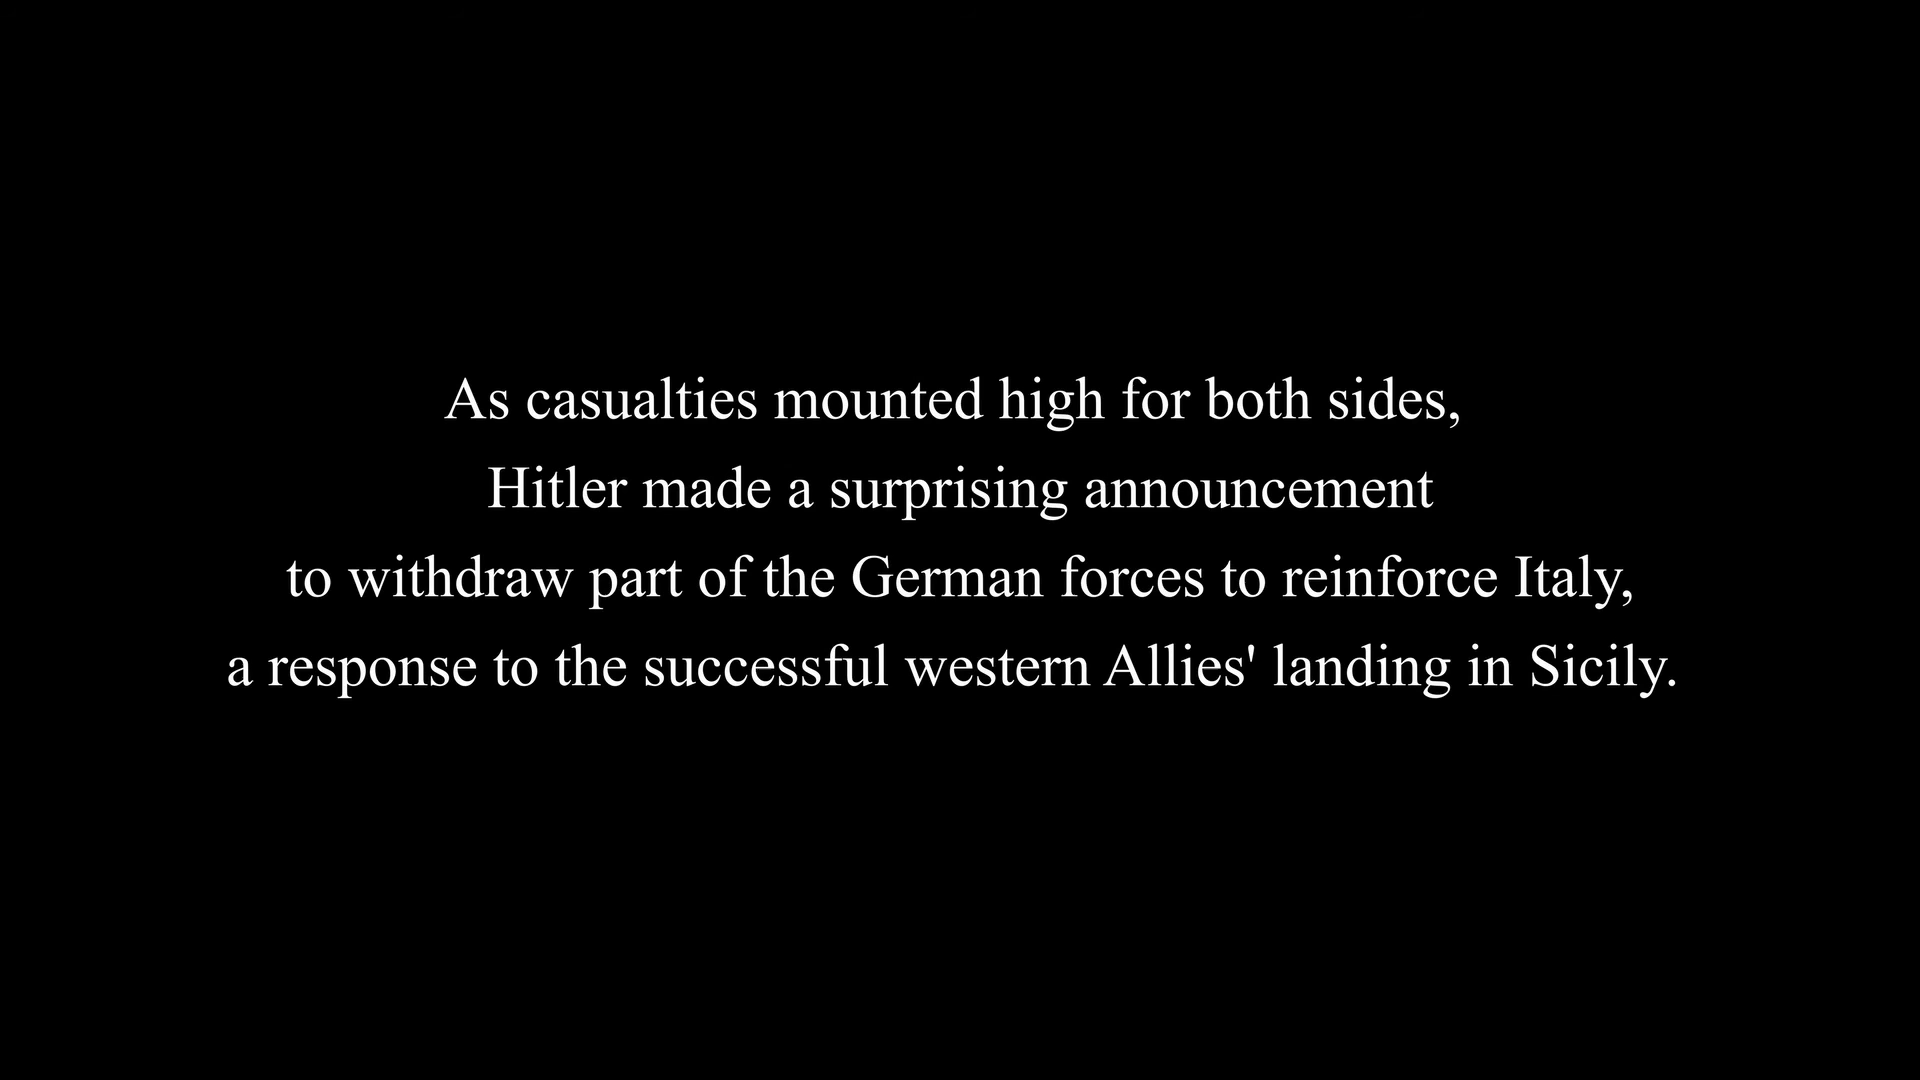 As casualties mounted high for both sides,
Hitler made a surprising announcement
to withdraw part of the German forces to reinforce Italy,
a response to the successful western Allies' landing in Sicily.